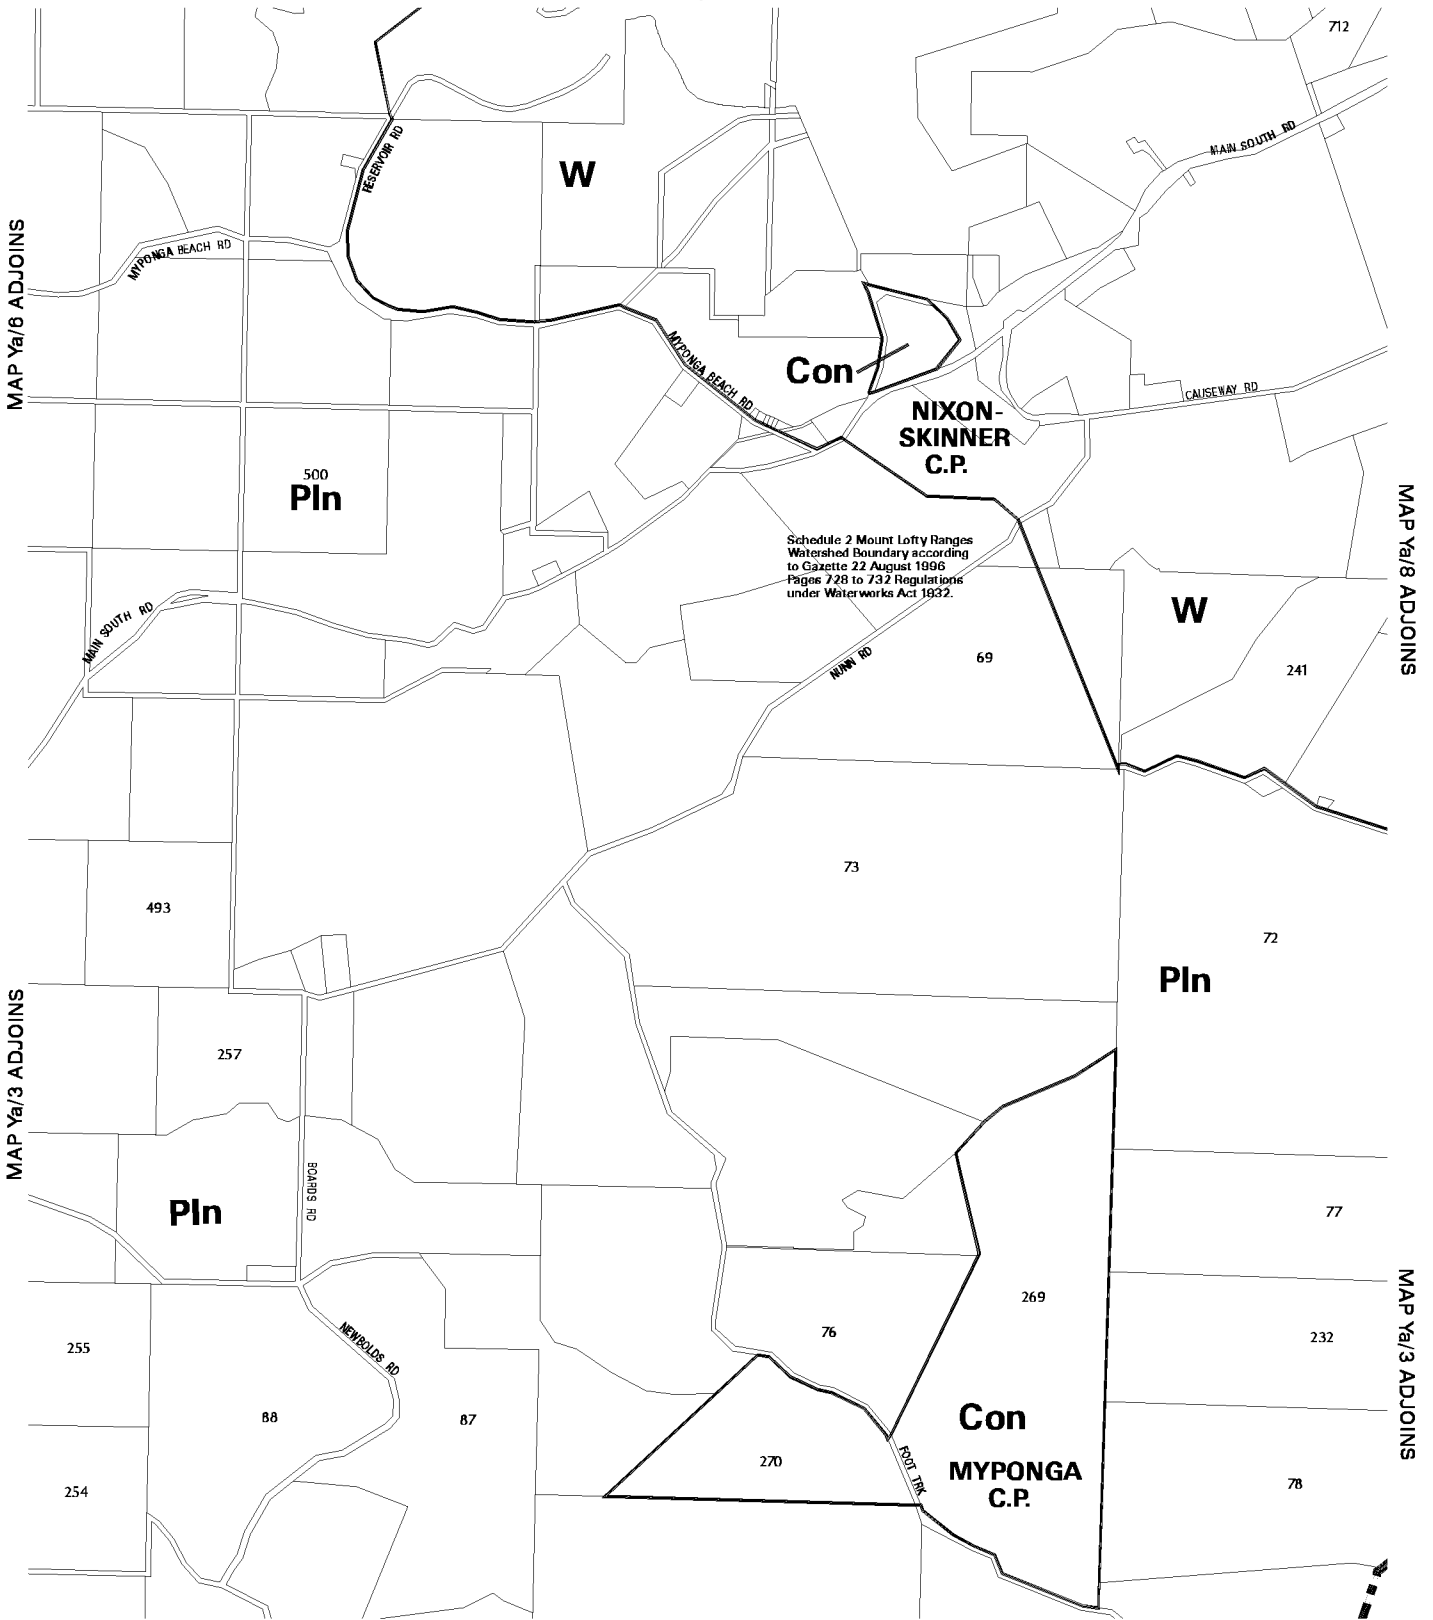 712
MAIN SOUTH RD
RESERVOIR RD
W
MYPONGA BEACH RD
MAP Ya/6 ADJOINS
MYPONGA BEACH RD
Con
CAUSEWAY RD
NIXON-
SKINNER
C.P.
500
Pln
MAP Ya/8 ADJOINS
Schedule 2 Mount Lofty Ranges
Watershed Boundary according
to Gazette 22 August 1996
Pages 728 to 732 Regulations
under Waterworks Act 1932.
W
MAIN SOUTH RD
NUNN RD
69
241
73
493
72
Pln
257
MAP Ya/3 ADJOINS
BOARDS RD
Pln
77
269
76
232
255
NEWBOLDS RD
MAP Ya/3 ADJOINS
88
87
Con
270
FOOT TRK
MYPONGA
C.P.
254
78